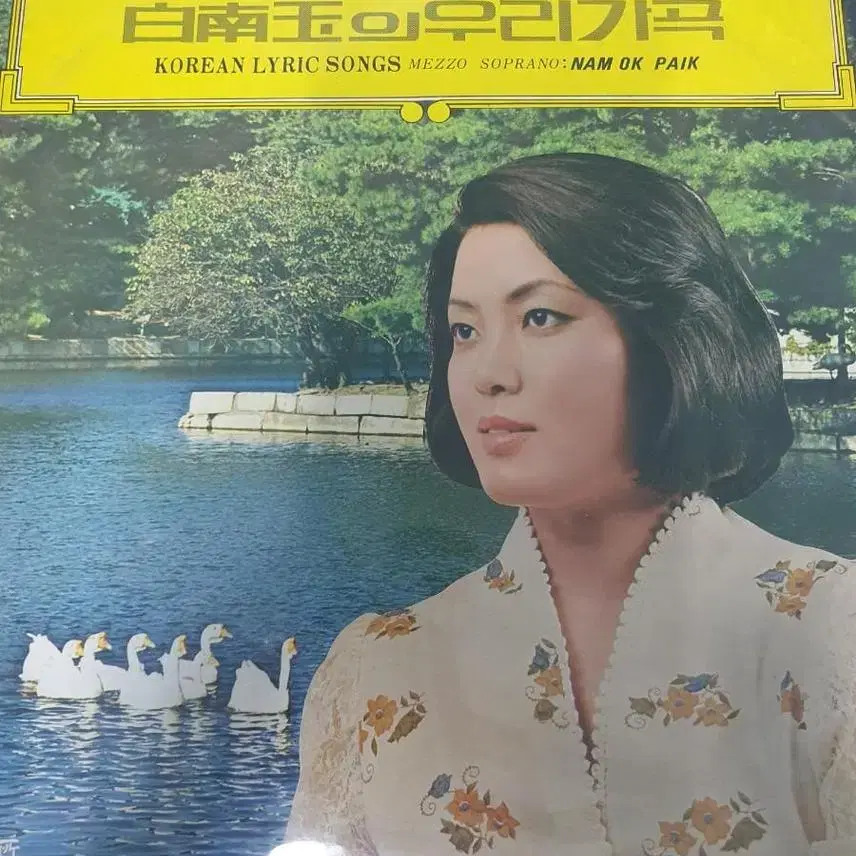 白南玉의우리가곡
KOREAN LYRIC SONGS MEZZO SOPRANO: NAM OK PAIK